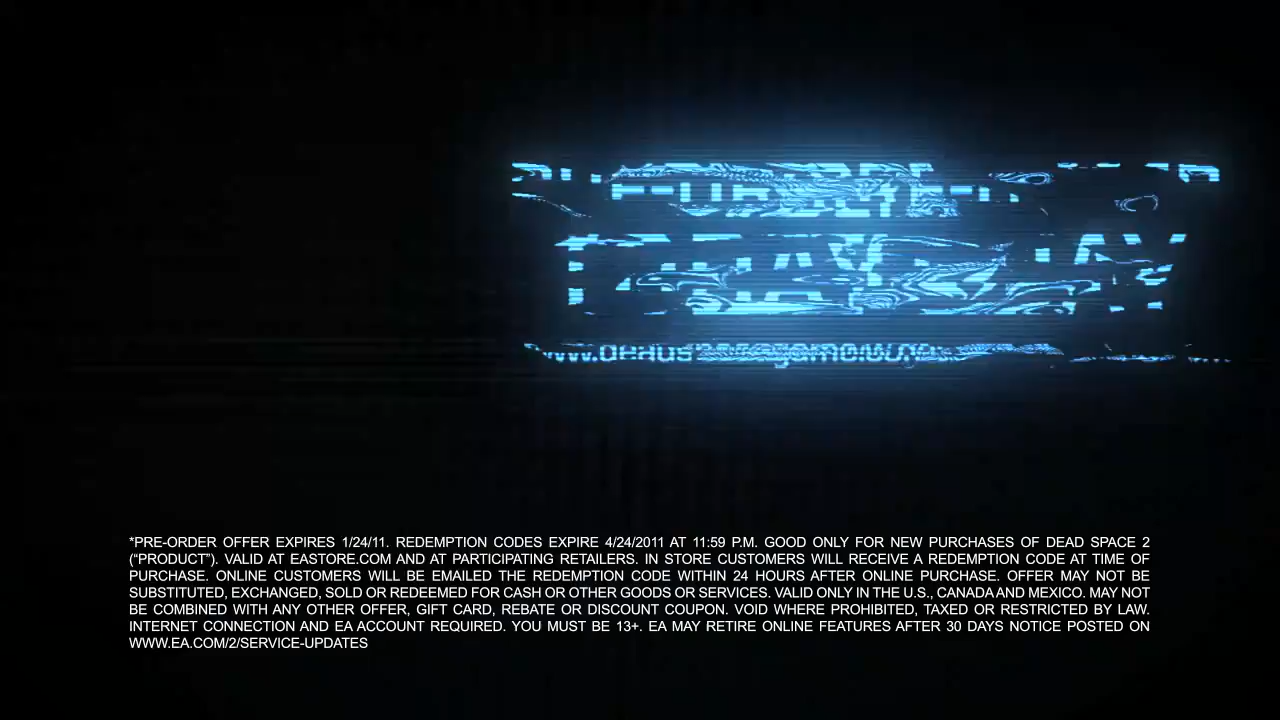 *PRE-ORDER OFFER EXPIRES 1/24/11. REDEMPTION CODES EXPIRE 4/24/2011 AT 11:59 P.M. GOOD ONLY FOR NEW PURCHASES OF DEAD SPACE 2
(“PRODUCT”). VALID AT EASTORE.COM AND AT PARTICIPATING RETAILERS. IN STORE CUSTOMERS WILL RECEIVE A REDEMPTION CODE AT TIME OF
PURCHASE. ONLINE CUSTOMERS WILL BE EMAILED THE REDEMPTION CODE WITHIN 24 HOURS AFTER ONLINE PURCHASE. OFFER MAY NOT BE
SUBSTITUTED, EXCHANGED, SOLD OR REDEEMED FOR CASH OR OTHER GOODS OR SERVICES. VALID ONLY IN THE U.S., CANADA AND MEXICO. MAY NOT
BE COMBINED WITH ANY OTHER OFFER, GIFT CARD, REBATE OR DISCOUNT COUPON. VOID WHERE PROHIBITED, TAXED OR RESTRICTED BY LAW.
INTERNET CONNECTION AND EA ACCOUNT REQUIRED. YOU MUST BE 13+. EA MAY RETIRE ONLINE FEATURES AFTER 30 DAYS NOTICE POSTED ON
WWW.EA.COM/2/SERVICE-UPDATES